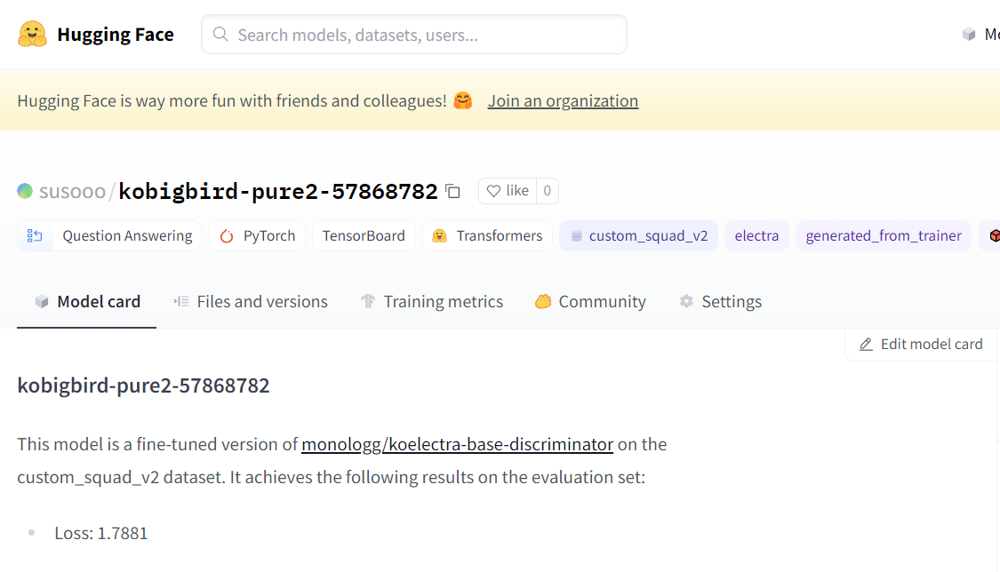 Hugging Face Search models, datasets, users...
Hugging Face is way more fun with friends and colleagues! 🤗 Join an organization
susooo/kobigbird-pure2-57868782 like 0
Question Answering PyTorch TensorBoard Transformers custom_squad_v2 electra generated_from_trainer
Model card Files and versions Training metrics Community Settings
Edit model card
kobigbird-pure2-57868782
This model is a fine-tuned version of monologg/koelectra-base-discriminator on the
custom_squad_v2 dataset. It achieves the following results on the evaluation set:
• Loss: 1.7881